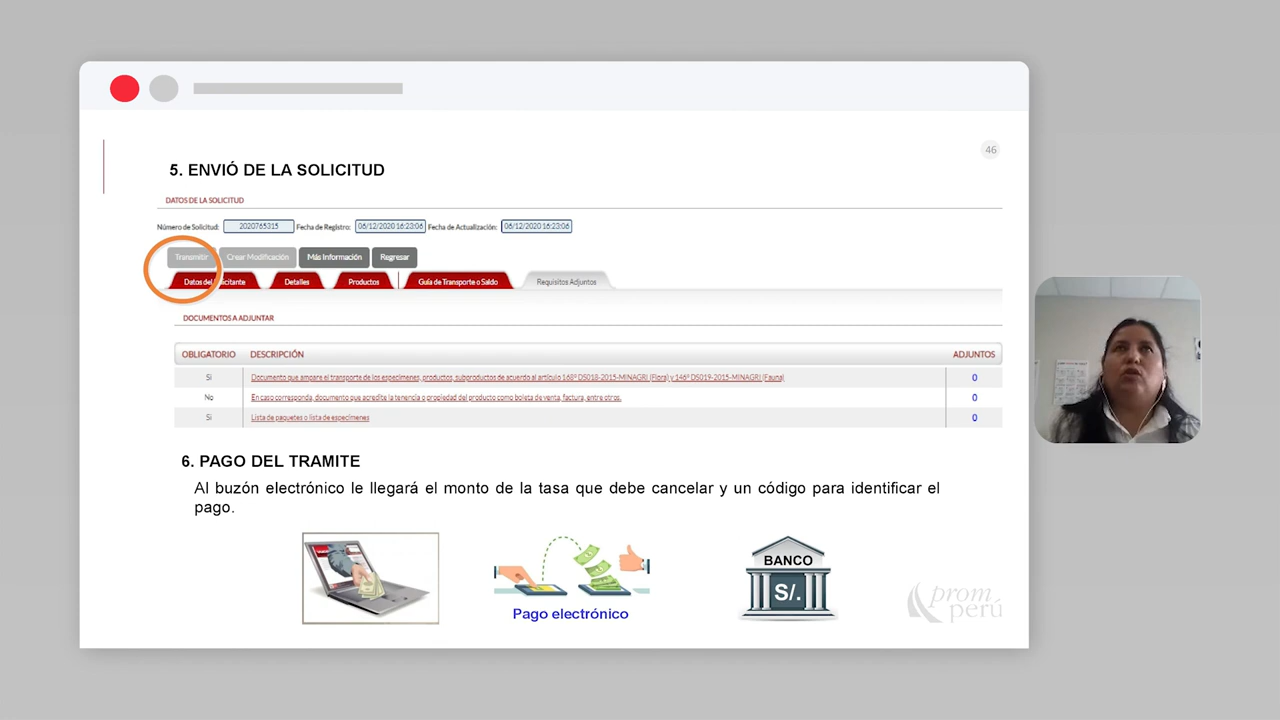 46
5. ENVIÓ DE LA SOLICITUD
DATOS DE LA SOLICITUD
Número de Solicitud: 2020765315 Fecha de Registro: 06/12/2020 16:23:06 Fecha de Actualización: 06/12/2020 16:23:06
Transmitir Crear Modificación Más Información Regresar
Datos del Solicitante Detalles Productos Guía de Transporte o Saldo Requisitos Adjuntos
DOCUMENTOS A ADJUNTAR
OBLIGATORIO DESCRIPCIÓN ADJUNTOS
Si Documento que ampare el transporte de los especímenes, productos, subproductos de acuerdo al artículo 168º DS018-2015-MINAGRI (Flora) y 146º DS019-2015-MINAGRI (Fauna) 0
No En caso corresponda, documento que acredite la tenencia o propiedad del producto como boleta de venta, factura, entre otros. 0
Si Lista de paquetes o lista de especímenes 0
6. PAGO DEL TRAMITE
Al buzón electrónico le llegará el monto de la tasa que debe cancelar y un código para identificar el
pago.
BANCO
S/.
Pago electrónico
prom
perú